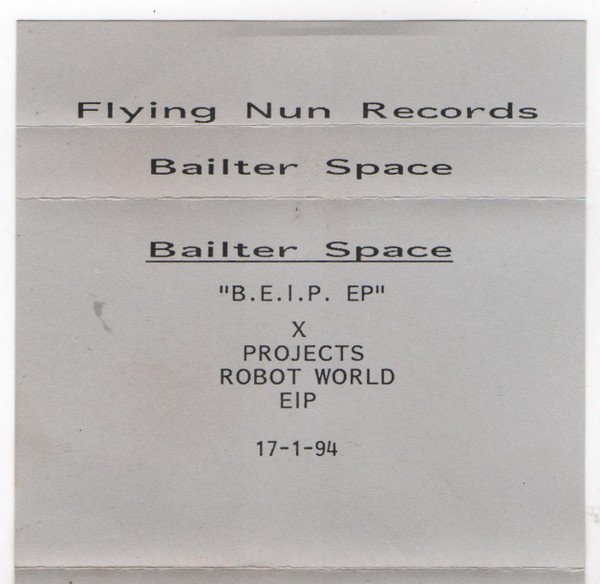 Flying Nun Records
Bailter Space
Bailter Space
"B.E.I.P. EP"
X
PROJECTS
ROBOT WORLD
EIP
17-1-94